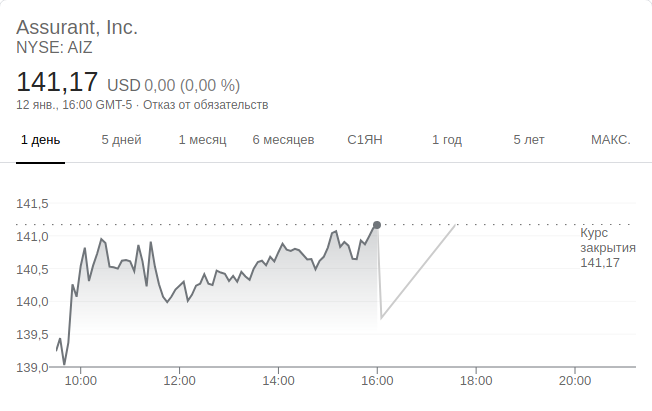 Assurant, Inc.
NYSE: AIZ
141,17 USD 0,00 (0,00 %)
12 янв., 16:00 GMT-5 · Отказ от обязательств
1 день 5 дней 1 месяц 6 месяцев С1ЯН 1 год 5 лет МАКС.
141,5
141,0
140,5
140,0
139,5
139,0
Курс
закрытия
141,17
10:00 12:00 14:00 16:00 18:00 20:00